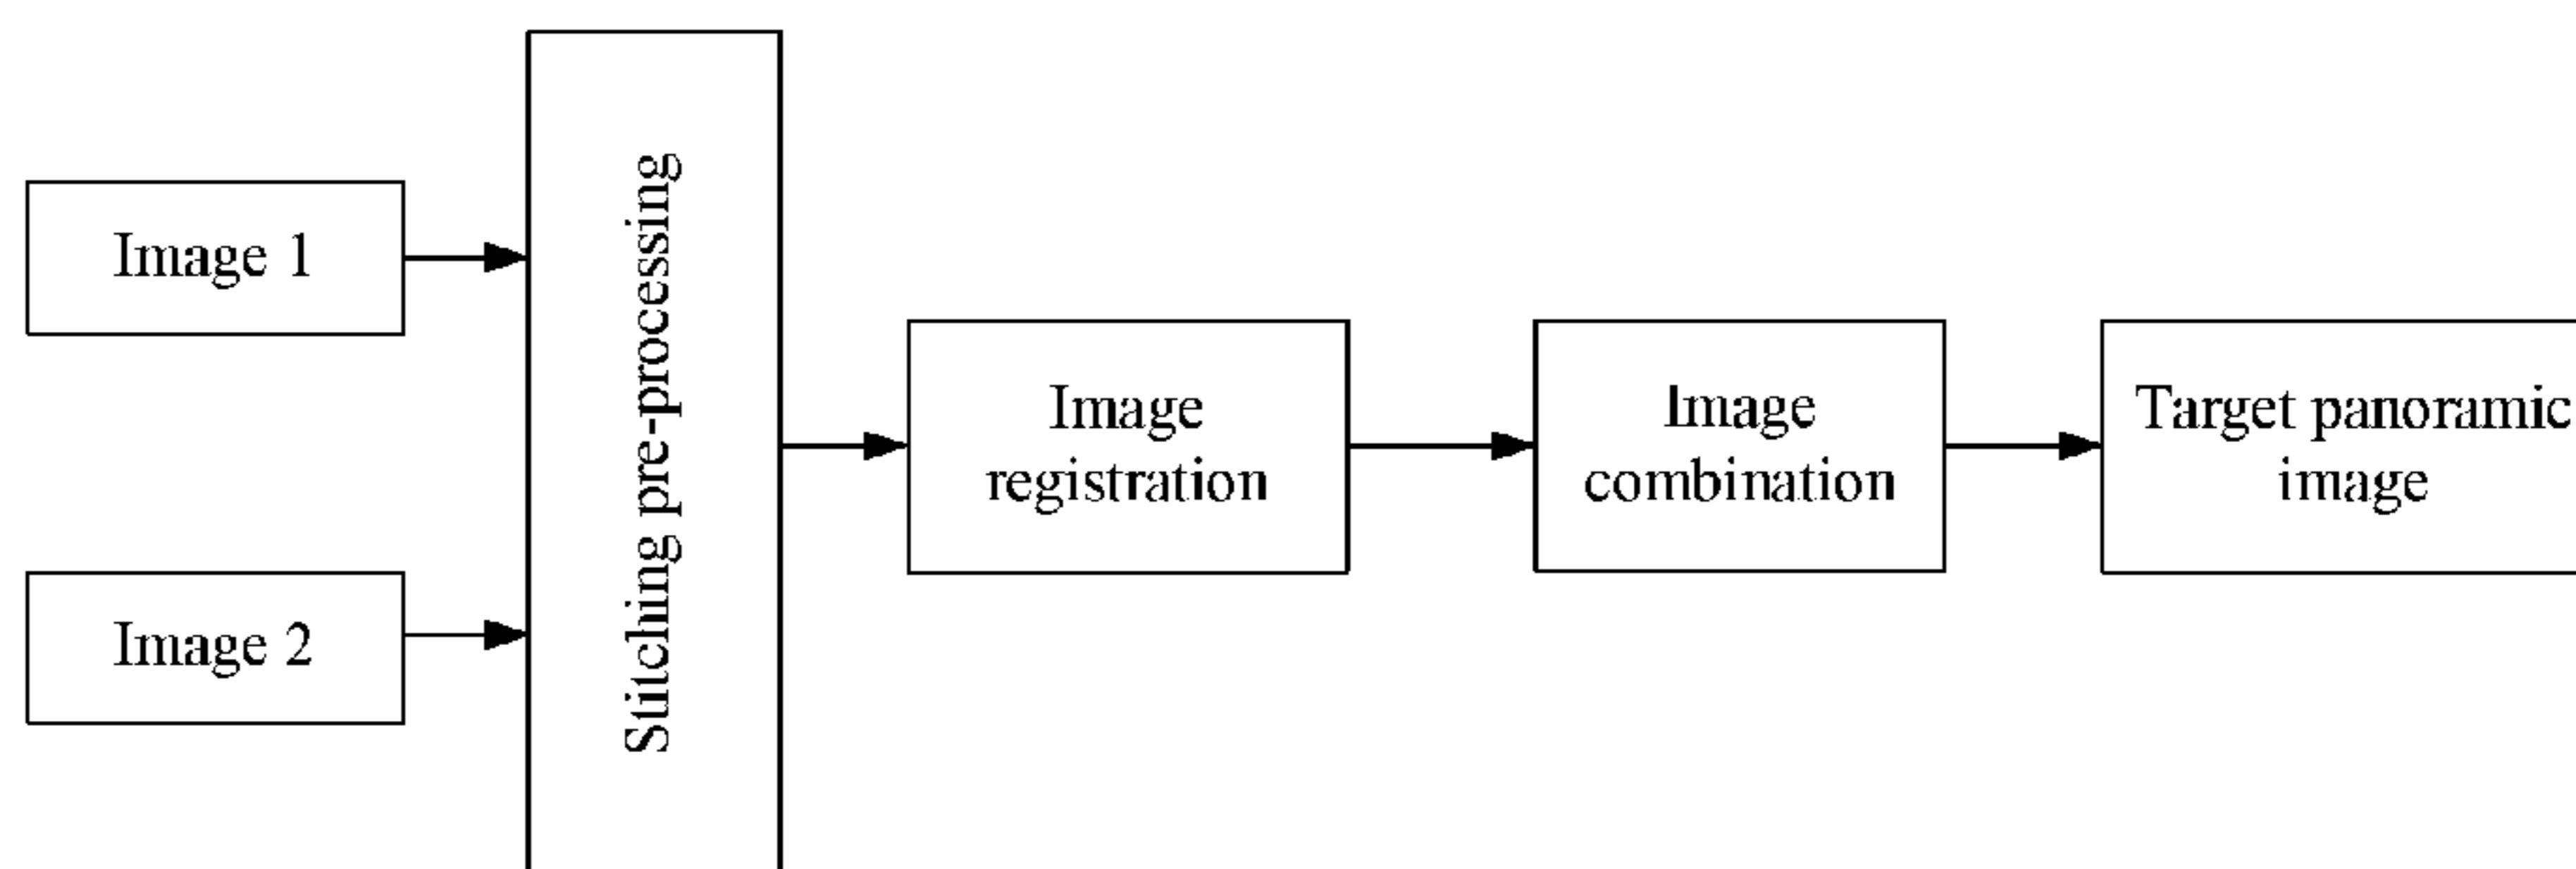 Image 1
Image 2
Stitching pre-processing
Image
registration
Image
combination
Target panoramic
image